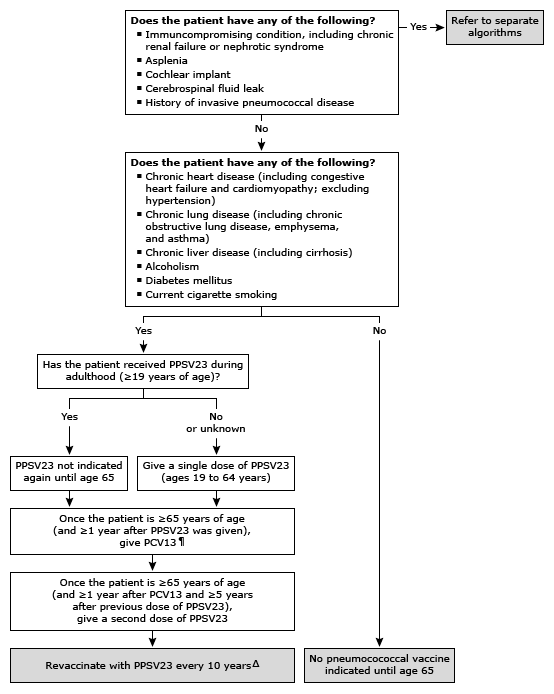 Does the patient have any of the following?
▪ Immuncompromising condition, including chronic
renal failure or nephrotic syndrome
▪ Asplenia
▪ Cochlear implant
▪ Cerebrospinal fluid leak
▪ History of invasive pneumococcal disease
Yes
Refer to separate
algorithms
No
Does the patient have any of the following?
▪ Chronic heart disease (including congestive
heart failure and cardiomyopathy; excluding
hypertension)
▪ Chronic lung disease (including chronic
obstructive lung disease, emphysema,
and asthma)
▪ Chronic liver disease (including cirrhosis)
▪ Alcoholism
▪ Diabetes mellitus
▪ Current cigarette smoking
Yes
No
Has the patient received PPSV23 during
adulthood (≥19 years of age)?
Yes
No
or unknown
PPSV23 not indicated
again until age 65
Give a single dose of PPSV23
(ages 19 to 64 years)
Once the patient is ≥65 years of age
(and ≥1 year after PPSV23 was given),
give PCV13¶
Once the patient is ≥65 years of age
(and ≥1 year after PCV13 and ≥5 years
after previous dose of PPSV23),
give a second dose of PPSV23
Revaccinate with PPSV23 every 10 yearsΔ
No pneumococcoal vaccine
indicated until age 65